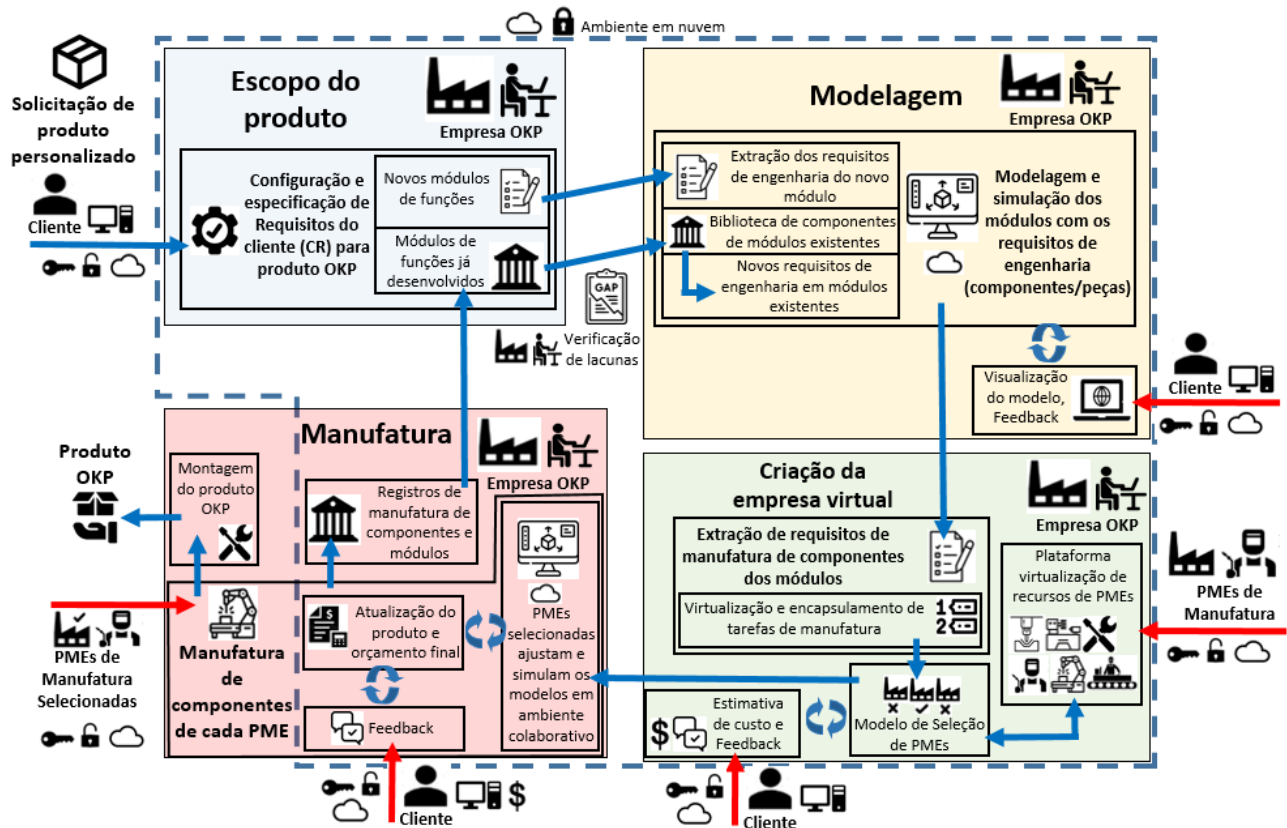 Ambiente em nuvem
Solicitação de
produto
personalizado
Cliente
Escopo do
produto
Empresa OKP
Configuração e
especificação de
Requisitos do
cliente (CR) para
produto OKP
Novos módulos
de funções
Módulos de
funções já
desenvolvidos
Modelagem
Empresa OKP
Extração dos requisitos
de engenharia do novo
módulo
Biblioteca de componentes
de módulos existentes
Novos requisitos de
engenharia em módulos
existentes
Modelagem e
simulação dos
módulos com os
requisitos de
engenharia
(componentes/peças)
GAP
Verificação
de lacunas
Visualização
do modelo,
Feedback
Cliente
Manufatura
Empresa OKP
Produto
OKP
Montagem
do produto
OKP
Registros de
manufatura de
componentes e
módulos
PMEs
selecionadas
ajustam e
simulam os
modelos em
ambiente
colaborativo
$
Atualização do
produto e
orçamento final
Feedback
Manufatura
de
componentes
de cada PME
PMEs de
Manufatura
Selecionadas
Cliente
$
Criação da
empresa virtual
Empresa OKP
Extração de requisitos de
manufatura de componentes
dos módulos
Virtualização e encapsulamento de
tarefas de manufatura
1
2
Plataforma
virtualização de
recursos de PMEs
PMEs de
Manufatura
$
Estimativa
de custo e
Feedback
Modelo de Seleção
de PMEs
Cliente